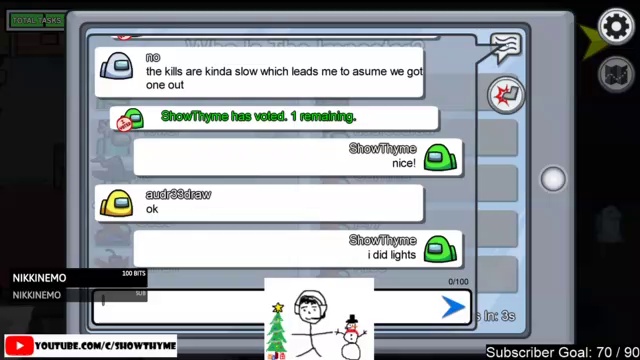 TOTAL TASKS
Who Is The Impostor?
no
the kills are kinda slow which leads me to asume we got
one out
I VOTED
ShowThyme has voted. 1 remaining.
ShowThyme
nice!
audr33draw
ok
ShowThyme
i did lights
0/100
NIKKINEMO
100 BITS
NIKKINEMO
SUB
s In: 3s
YOUTUBE.COM/C/SHOWTHYME
Subscriber Goal: 70 / 90